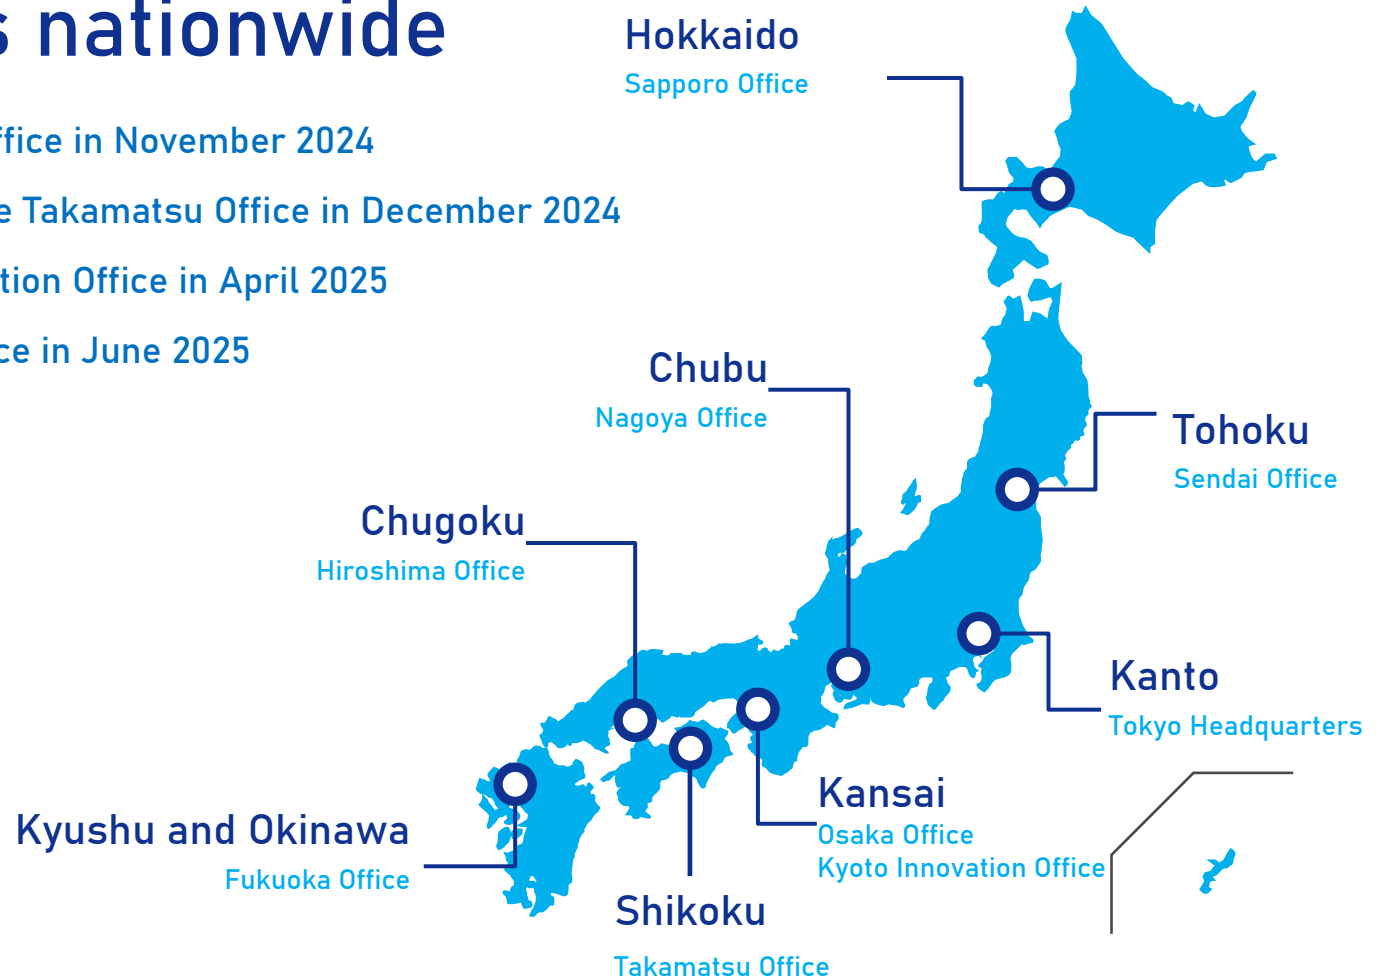 nationwide
ffice in November 2024
e Takamatsu Office in December 2024
tion Office in April 2025
ce in June 2025
Hokkaido
Sapporo Office
Chubu
Nagoya Office
Tohoku
Sendai Office
Chugoku
Hiroshima Office
Kanto
Tokyo Headquarters
Kansai
Osaka Office
Kyoto Innovation Office
Kyushu and Okinawa
Fukuoka Office
Shikoku
Takamatsu Office